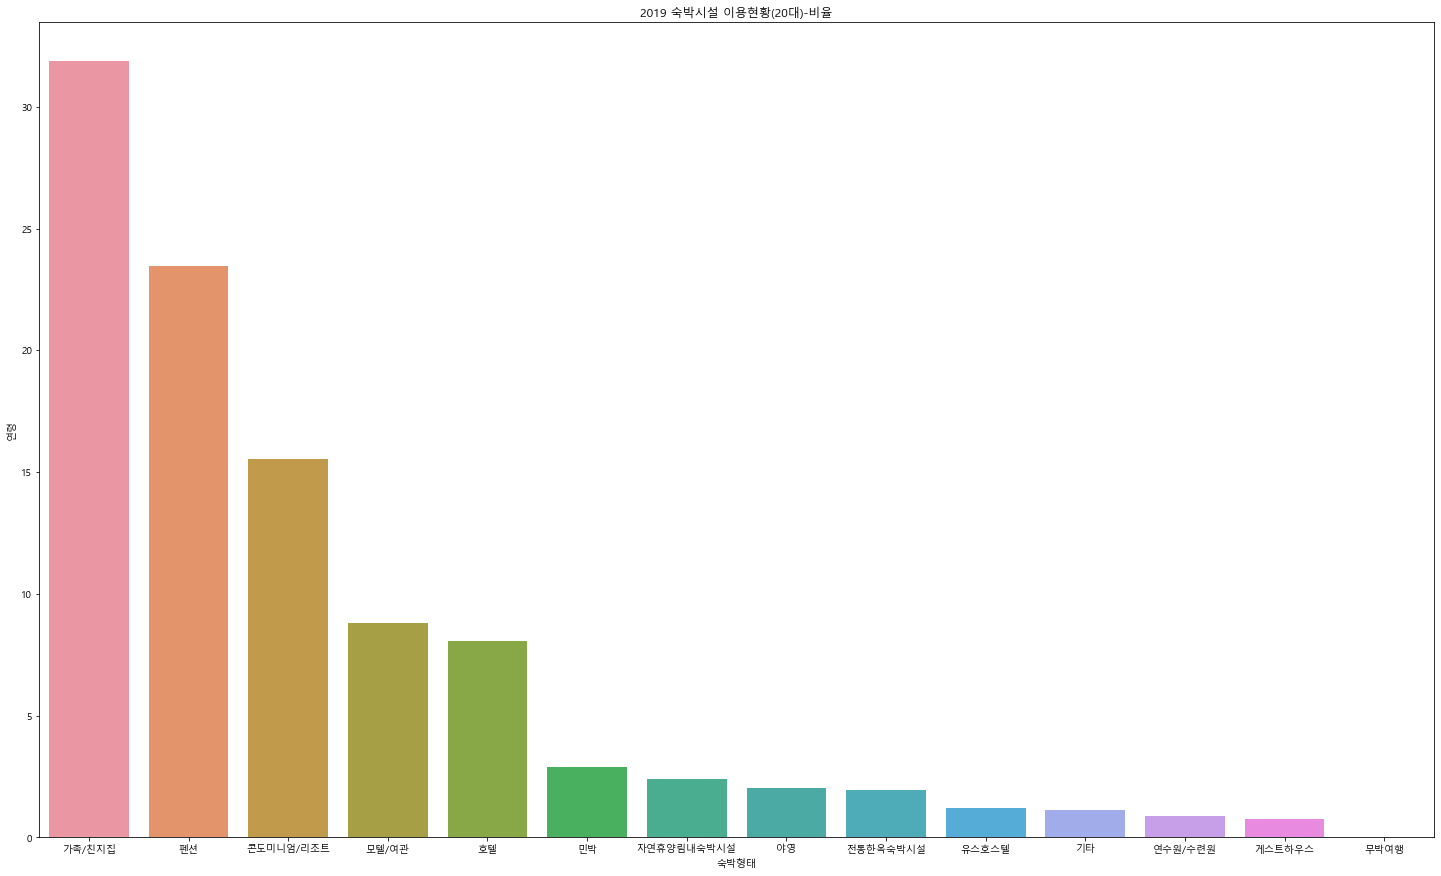 2019 숙박시설 이용현황(20대)-비율
30
25
20
15
10
5
0
연령
가족/친지집 펜션 콘도미니엄/리조트 모텔/여관 호텔 민박 자연휴양림내숙박시설 야영 전통한옥숙박시설 유스호스텔 기타 연수원/수련원 게스트하우스 무박여행
숙박형태